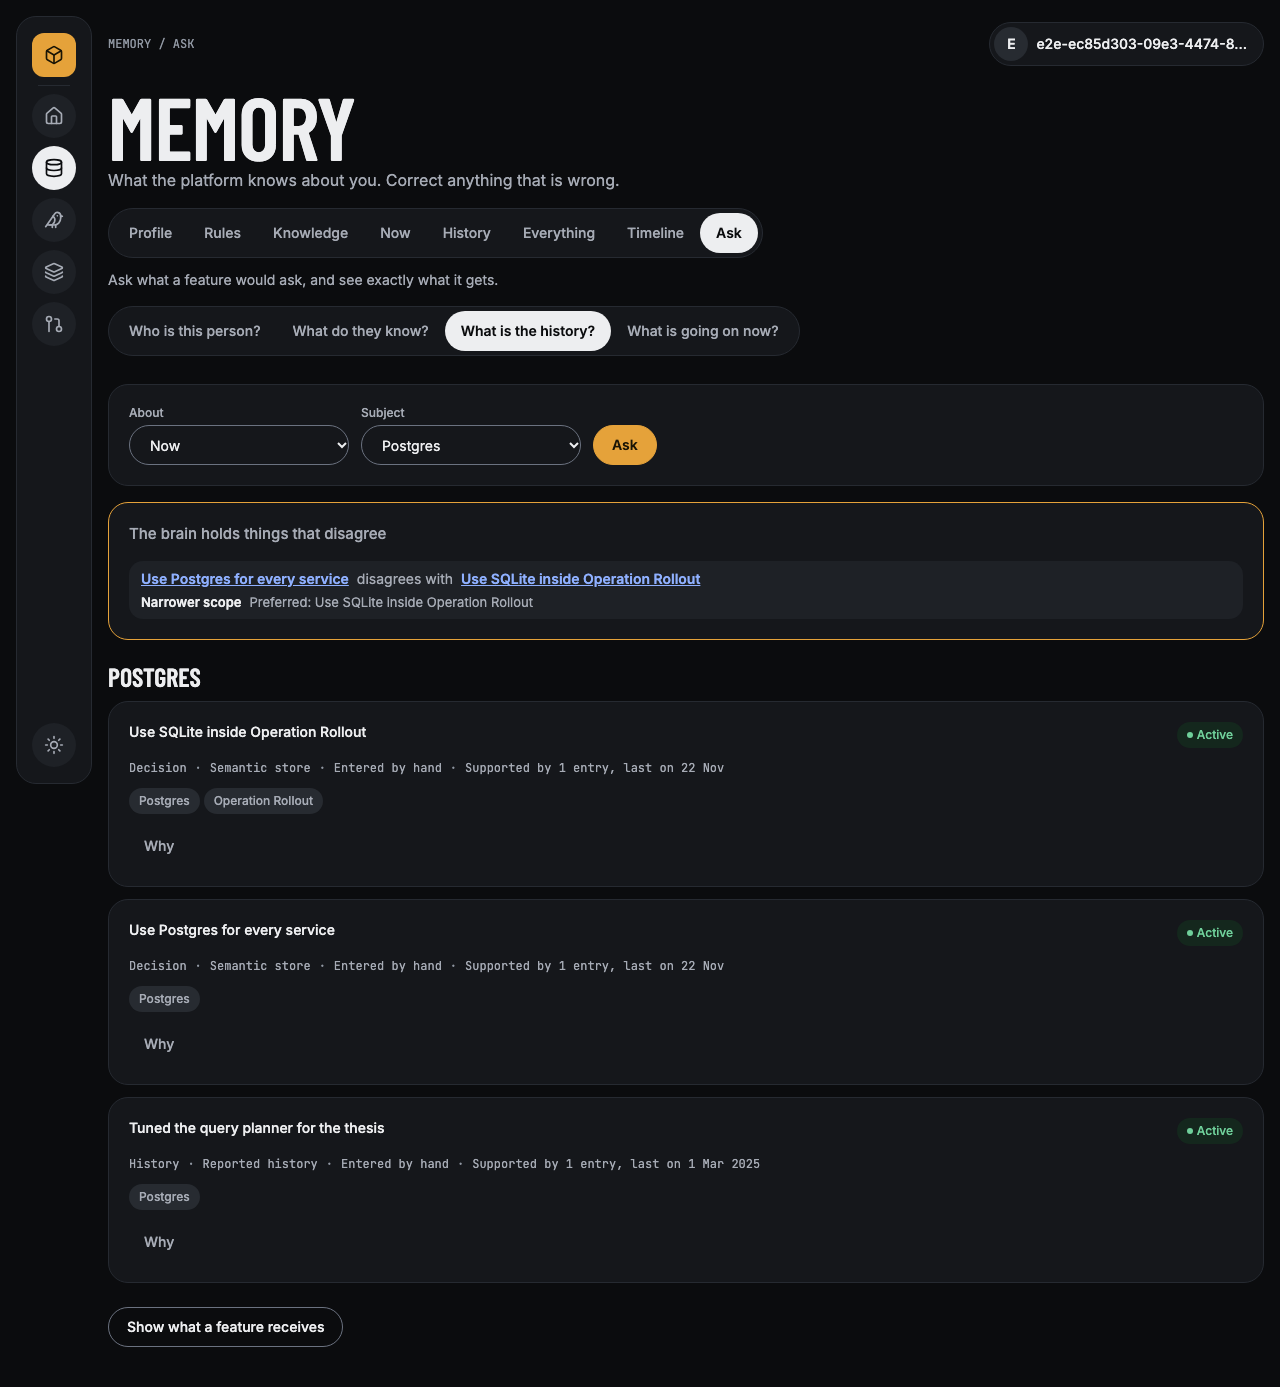 MEMORY / ASK
E e2e-ec85d303-09e3-4474-8...
MEMORY
What the platform knows about you. Correct anything that is wrong.
Profile Rules Knowledge Now History Everything Timeline Ask
Ask what a feature would ask, and see exactly what it gets.
Who is this person? What do they know? What is the history? What is going on now?
About Subject
Now Postgres Ask
The brain holds things that disagree
Use Postgres for every service disagrees with Use SQLite inside Operation Rollout
Narrower scope Preferred: Use SQLite inside Operation Rollout
POSTGRES
Use SQLite inside Operation Rollout Active
Decision · Semantic store · Entered by hand · Supported by 1 entry, last on 22 Nov
Postgres Operation Rollout
Why
Use Postgres for every service Active
Decision · Semantic store · Entered by hand · Supported by 1 entry, last on 22 Nov
Postgres
Why
Tuned the query planner for the thesis Active
History · Reported history · Entered by hand · Supported by 1 entry, last on 1 Mar 2025
Postgres
Why
Show what a feature receives